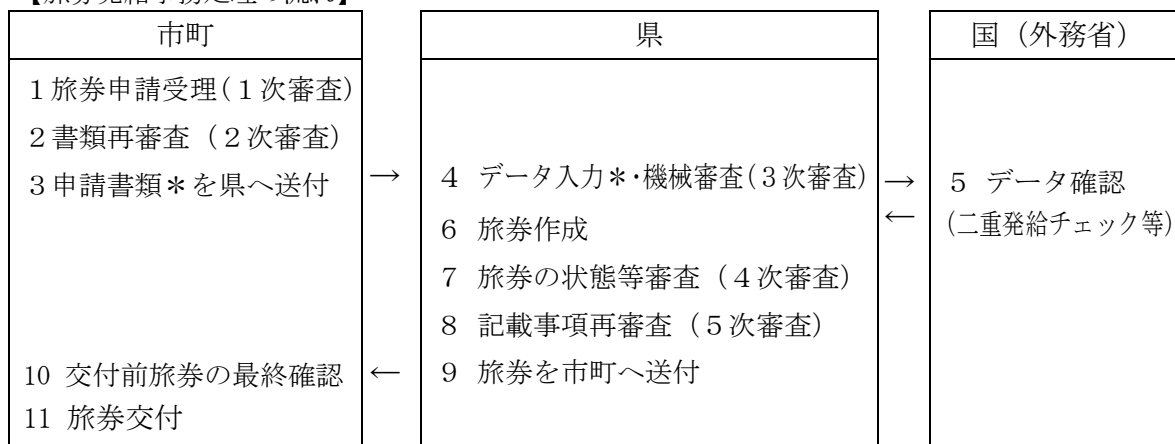 【旅券発給事務処理の流れ】
市町
県
国（外務省）
１旅券申請受理(１次審査)
２書類再審査（２次審査）
３申請書類＊を県へ送付
→
４ データ入力＊・機械審査(３次審査)
→
５ データ確認
６ 旅券作成
←
(二重発給チェック等)
７ 旅券の状態等審査（４次審査）
８ 記載事項再審査（５次審査）
10 交付前旅券の最終確認
←
９ 旅券を市町へ送付
11 旅券交付